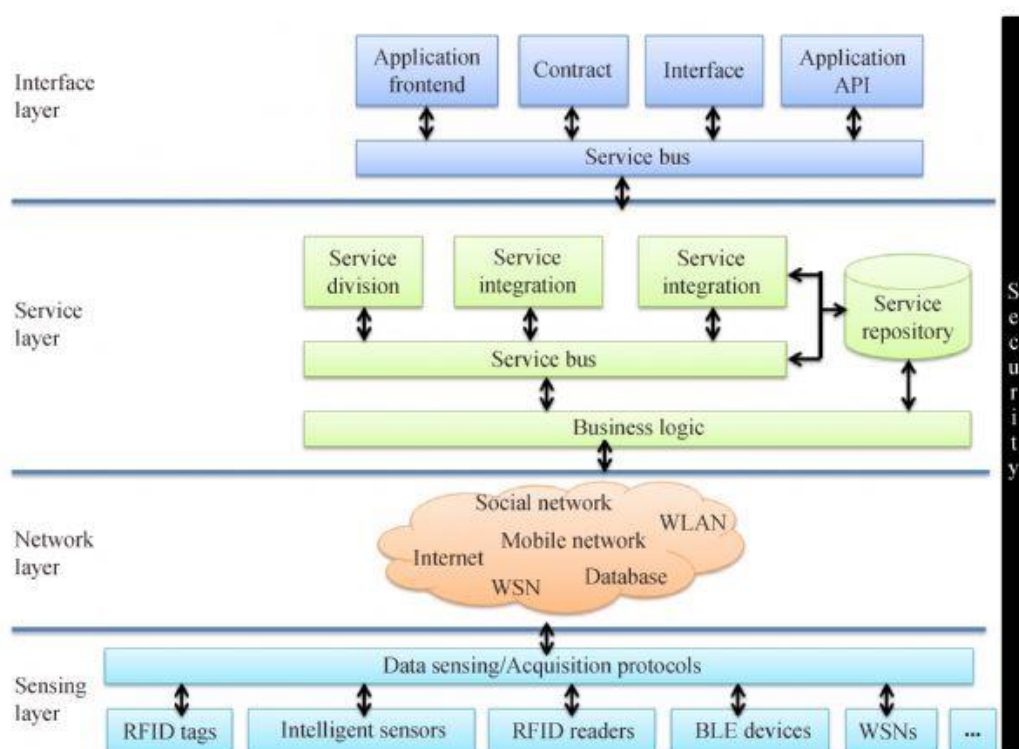 Interface
layer
Application
frontend
Contract
Interface
Application
API
Service bus
Service
layer
Service
division
Service
integration
Service
integration
Service
repository
Service bus
Business logic
Network
layer
Social network
WLAN
Mobile network
Internet
Database
WSN
Sensing
layer
Data sensing/Acquisition protocols
RFID tags
Intelligent sensors
RFID readers
BLE devices
WSNs
...
Security